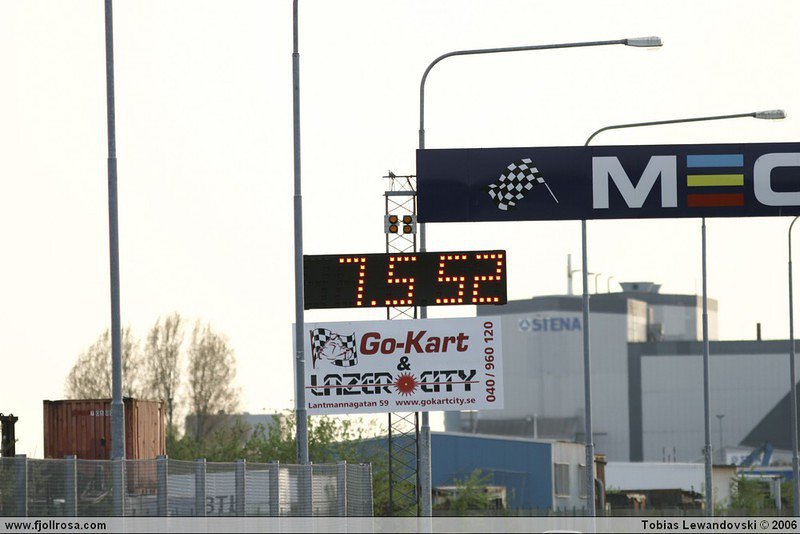 MEC
7.552
Go-Kart
&
LAZER CITY
Lantmannagatan 59 www.gokartcity.se
040/960 120
STENA
www.fjollrosa.com
Tobias Lewandovski © 2006